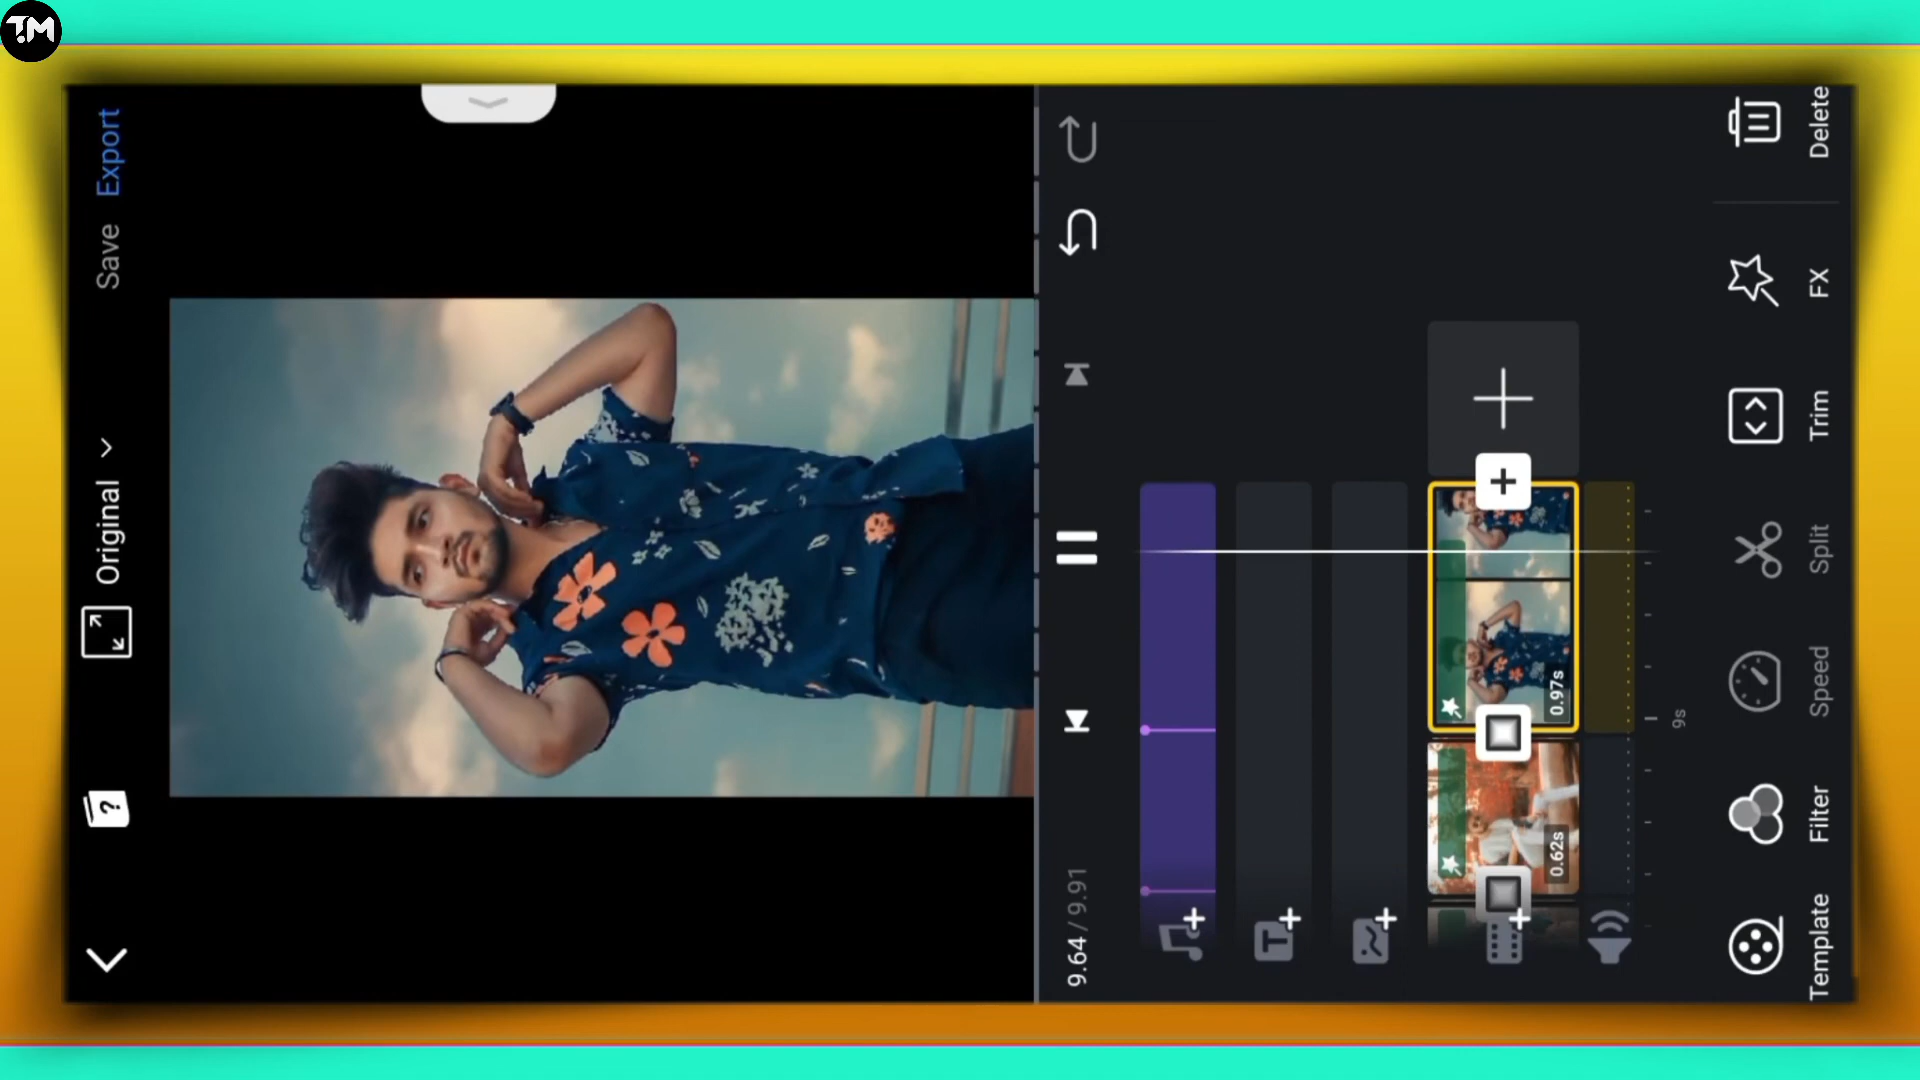 TM
Original
Save
Export
9.64 / 9.91
0.62s
0.97s
9s
Template
Filter
Speed
Split
Trim
FX
Delete